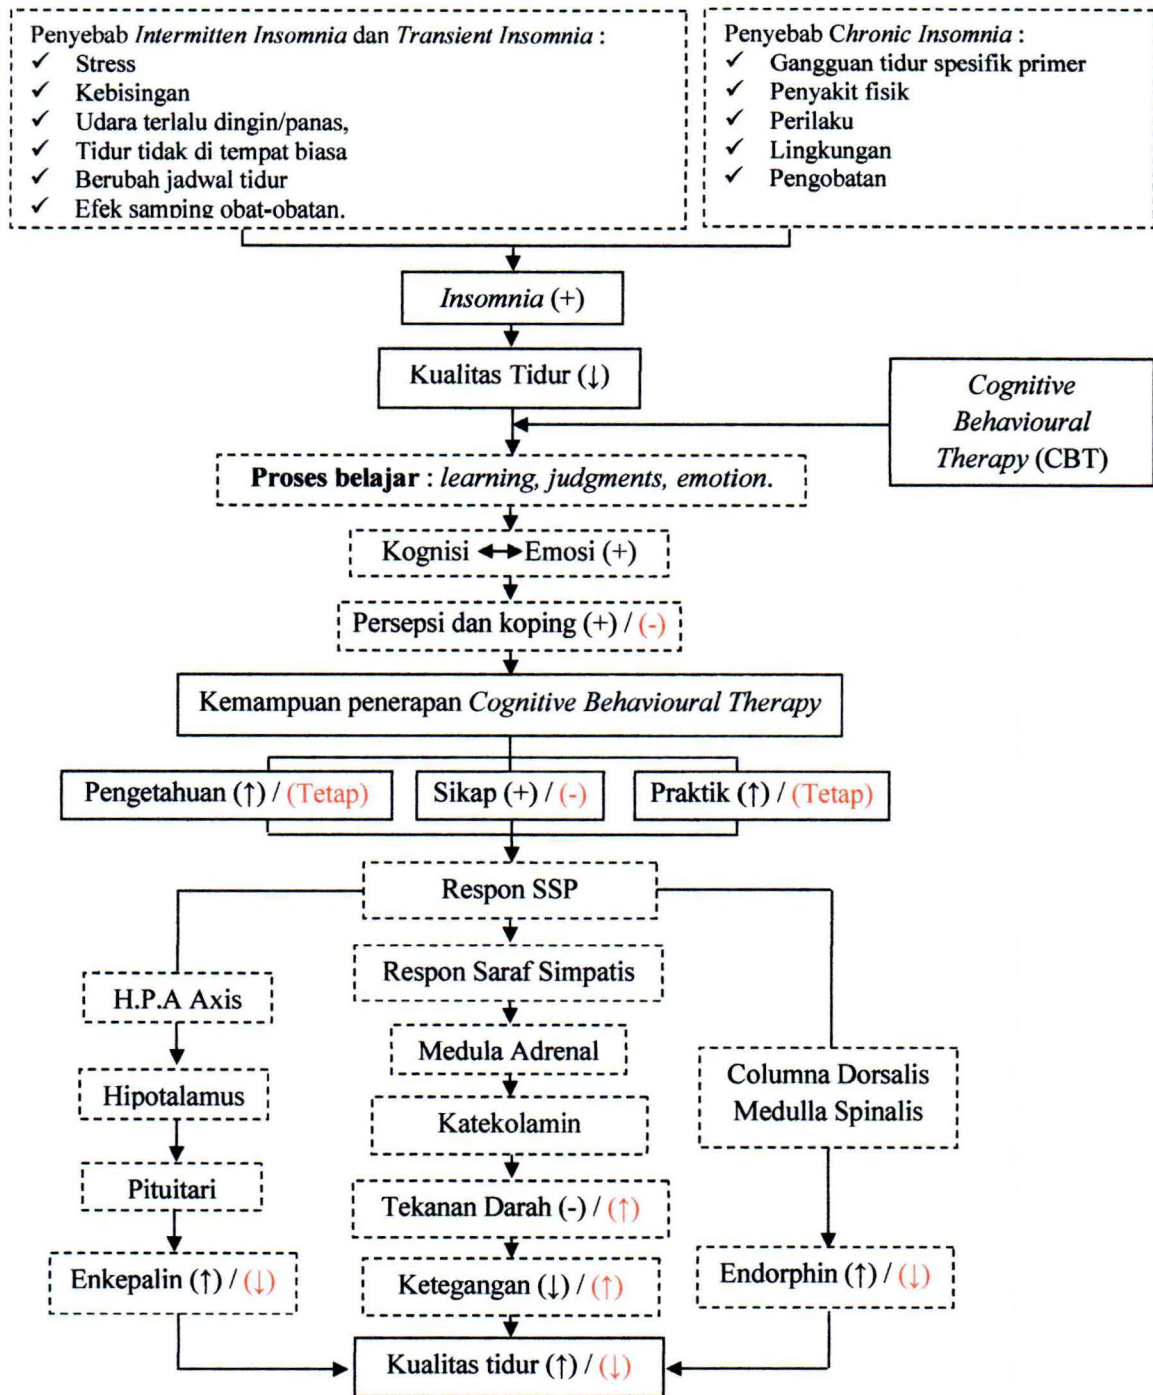 Penyebab Intermitten Insomnia dan Transient Insomnia :
✓ Stress
✓ Kebisingan
✓ Udara terlalu dingin/panas,
✓ Tidur tidak di tempat biasa
✓ Berubah jadwal tidur
✓ Efek samping obat-obatan.
Penyebab Chronic Insomnia :
✓ Gangguan tidur spesifik primer
✓ Penyakit fisik
✓ Perilaku
✓ Lingkungan
✓ Pengobatan
Insomnia (+)
Kualitas Tidur (↓)
Cognitive
Behavioural
Therapy (CBT)
Proses belajar : learning, judgments, emotion.
Kognisi ↔ Emosi (+)
Persepsi dan koping (+) / (-)
Kemampuan penerapan Cognitive Behavioural Therapy
Pengetahuan (↑) / (Tetap)
Sikap (+) / (-)
Praktik (↑) / (Tetap)
Respon SSP
H.P.A Axis
Hipotalamus
Pituitari
Enkepalin (↑) / (↓)
Respon Saraf Simpatis
Medula Adrenal
Katekolamin
Tekanan Darah (-) / (↑)
Ketegangan (↓) / (↑)
Columna Dorsalis
Medulla Spinalis
Endorphin (↑) / (↓)
Kualitas tidur (↑) / (↓)